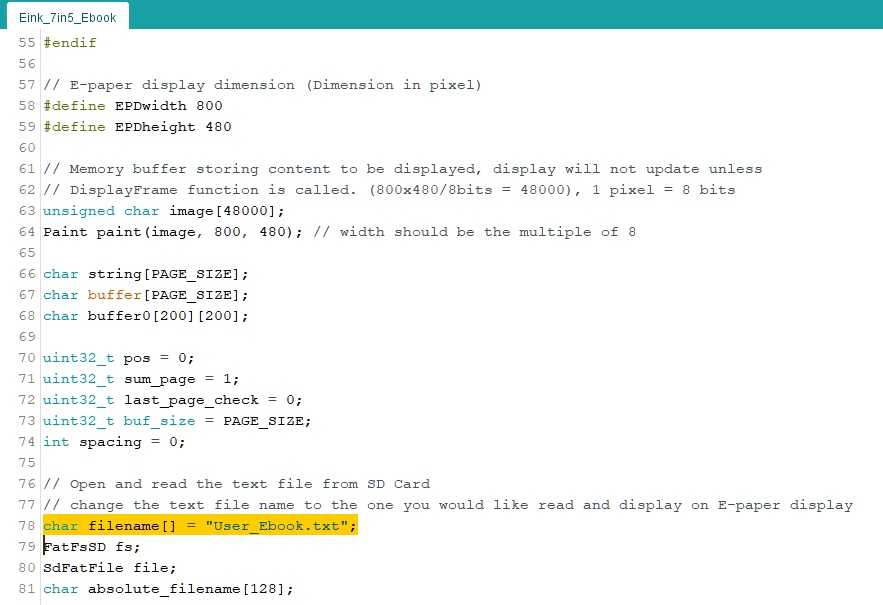 Eink_7in5_Ebook
55 #endif
56
57 // E-paper display dimension (Dimension in pixel)
58 #define EPDwidth 800
59 #define EPDheight 480
60
61 // Memory buffer storing content to be displayed, display will not update unless
62 // DisplayFrame function is called. (800x480/8bits = 48000), 1 pixel = 8 bits
63 unsigned char image[48000];
64 Paint paint(image, 800, 480); // width should be the multiple of 8
65
66 char string[PAGE_SIZE];
67 char buffer[PAGE_SIZE];
68 char buffer0[200][200];
69
70 uint32_t pos = 0;
71 uint32_t sum_page = 1;
72 uint32_t last_page_check = 0;
73 uint32_t buf_size = PAGE_SIZE;
74 int spacing = 0;
75
76 // Open and read the text file from SD Card
77 // change the text file name to the one you would like read and display on E-paper display
78 char filename[] = "User_Ebook.txt";
79 FatFsSD fs;
80 SdFatFile file;
81 char absolute_filename[128];